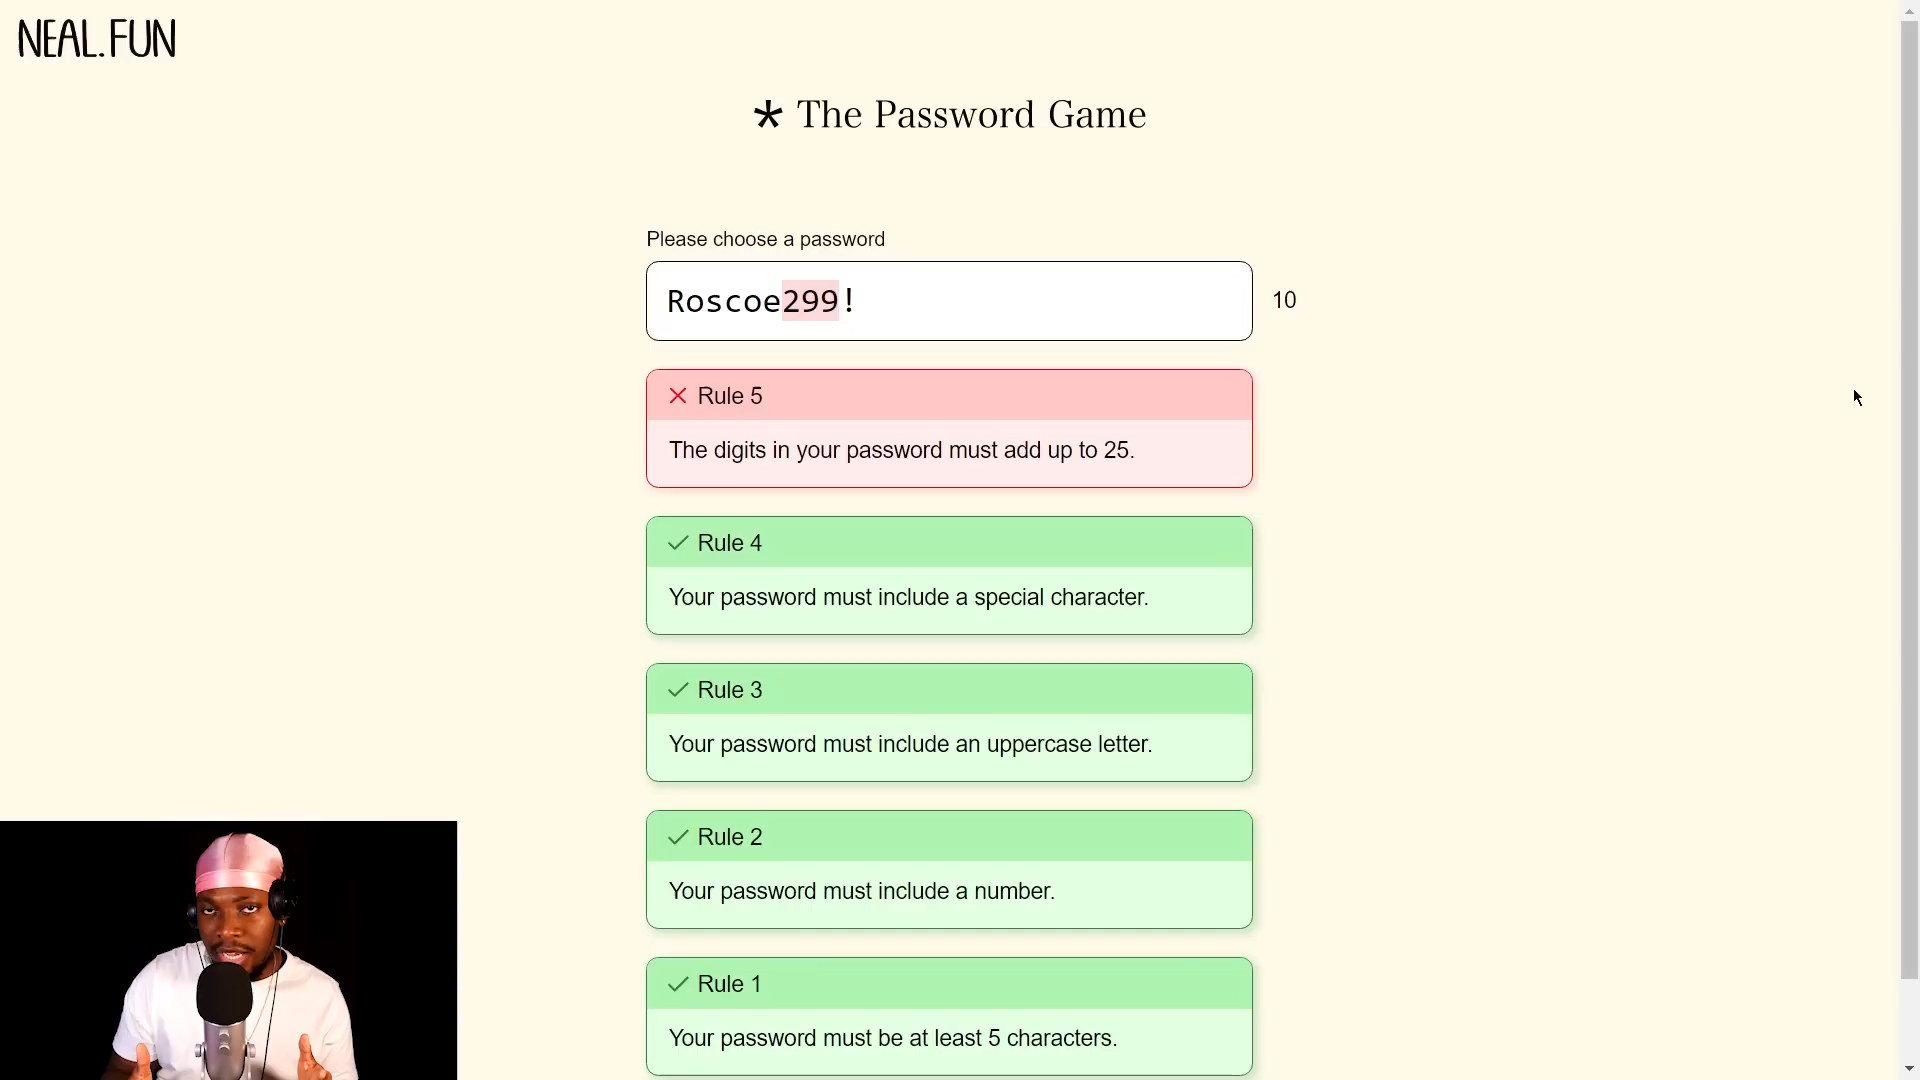 NEAL.FUN
* The Password Game
Please choose a password
Roscoe299!
10
Rule 5
The digits in your password must add up to 25.
Rule 4
Your password must include a special character.
Rule 3
Your password must include an uppercase letter.
Rule 2
Your password must include a number.
Rule 1
Your password must be at least 5 characters.